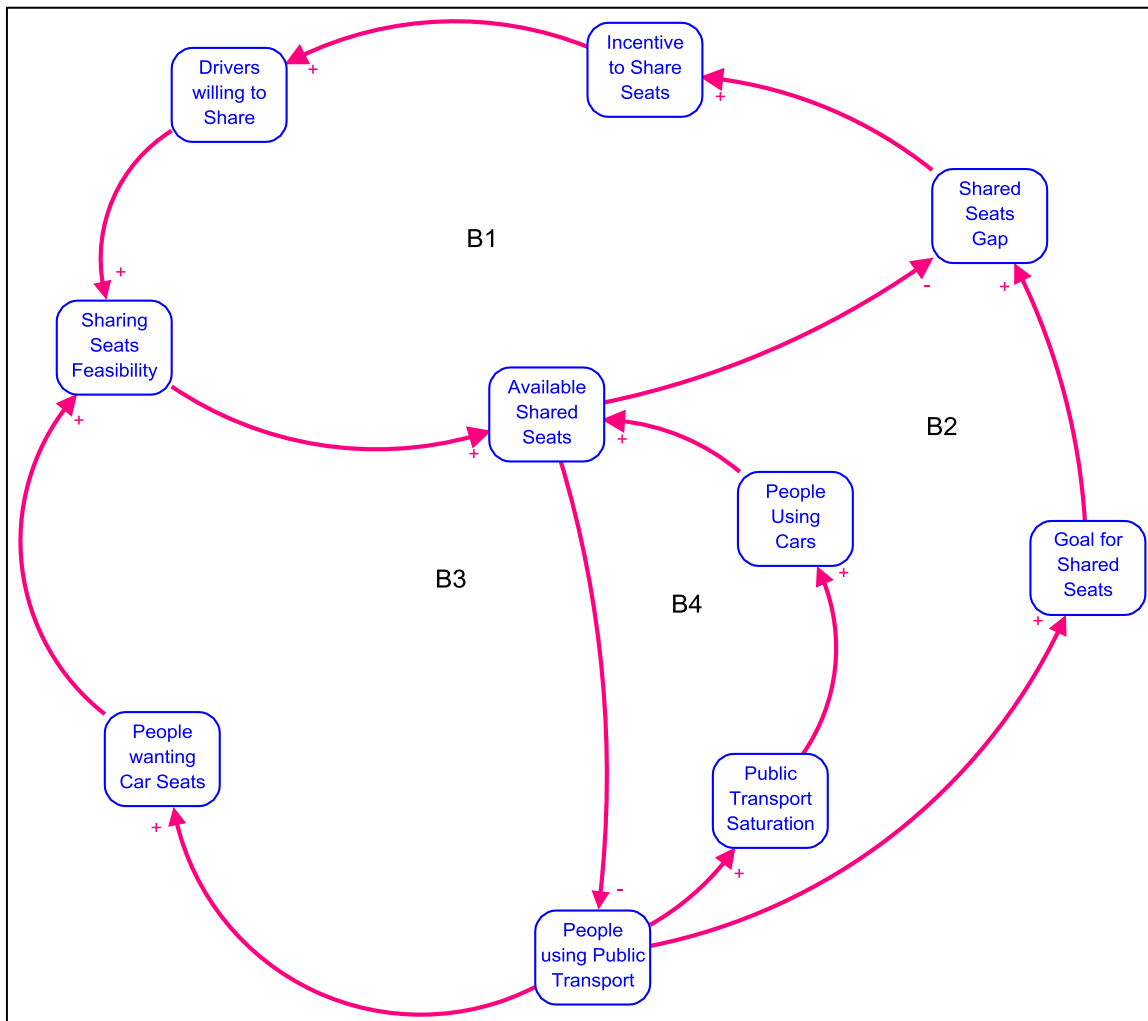 Incentive
to Share
Seats
+
Drivers
willing to
Share
+
+
Shared
Seats
Gap
-
+
B1
+
Sharing
Seats
Feasibility
+
Available
Shared
Seats
+
+
B2
People
Using
Cars
+
Goal for
Shared
Seats
+
B3
B4
People
wanting
Car Seats
+
Public
Transport
Saturation
+
-
People
using Public
Transport